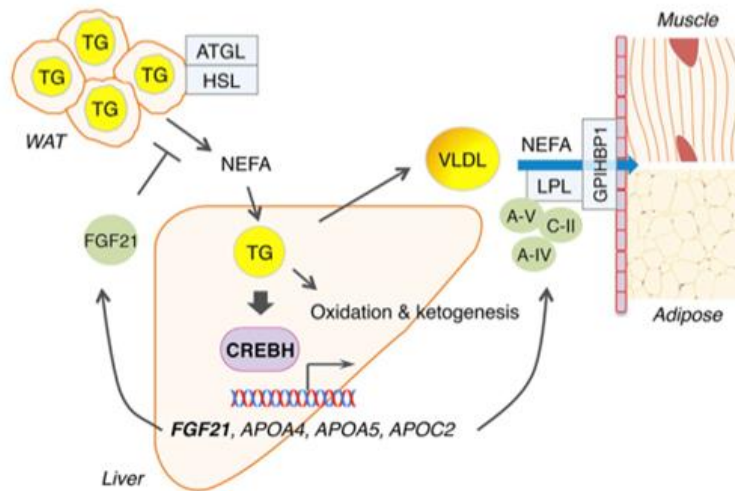 Muscle
TG
TG
TG
TG
ATGL
HSL
WAT
NEFA
VLDL
NEFA
LPL
GPIHBP1
FGF21
TG
A-V
C-II
A-IV
Oxidation & ketogenesis
CREBH
Adipose
FGF21, APOA4, APOA5, APOC2
Liver